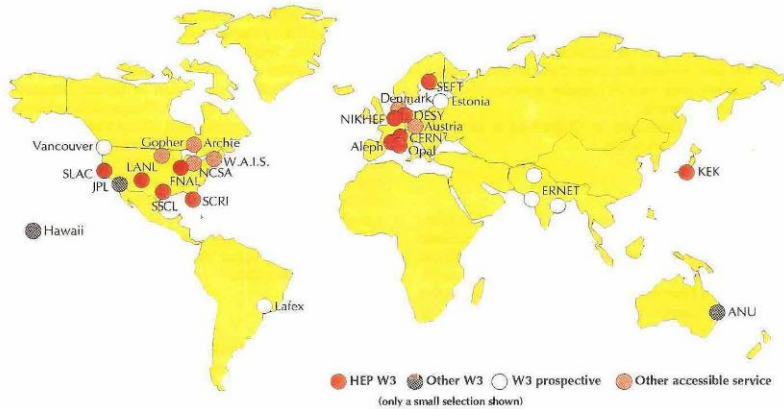 SEFT
Denmark
Estonia
NIKHEF
DESY
Austria
CERN
Aleph
Opal
Gopher
Archie
Vancouver
W.A.I.S.
SLAC
LANL
NCSA
FNAL
JPL
SSCL
SCRI
KEK
ERNET
Hawaii
Lafex
ANU
HEP W3
Other W3
W3 prospective
Other accessible service
(only a small selection shown)